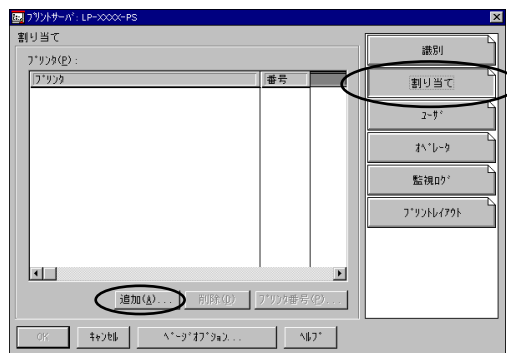 ﾌﾟﾘﾝﾄｻｰﾊﾞ: LP-XXXX-PS
割り当て
ﾌﾟﾘﾝﾀ(P):
ﾌﾟﾘﾝﾀ 番号
追加(A)... 削除(D) ﾌﾟﾘﾝﾀ番号(P)...
識別
割り当て
ﾕｰｻﾞ
ｵﾍﾟﾚｰﾀ
監視ﾛｸﾞ
ﾌﾟﾘﾝﾄﾚｲｱｳﾄ
OK ｷｬﾝｾﾙ ﾍﾟｰｼﾞｵﾌﾟｼｮﾝ... ﾍﾙﾌﾟ